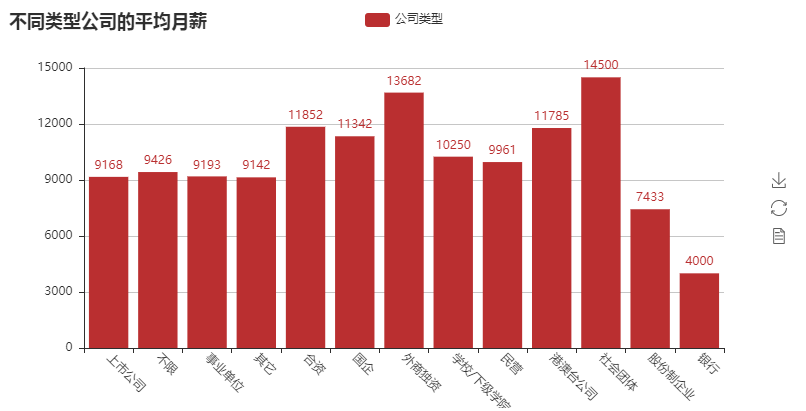 不同类型公司的平均月薪
公司类型
15000
12000
9000
6000
3000
0
9168
9426
9193
9142
11852
11342
13682
10250
9961
11785
14500
7433
4000
上市公司
不限
事业单位
其它
合资
国企
外商独资
学校/下级学院
民营
港澳台公司
社会团体
股份制企业
银行